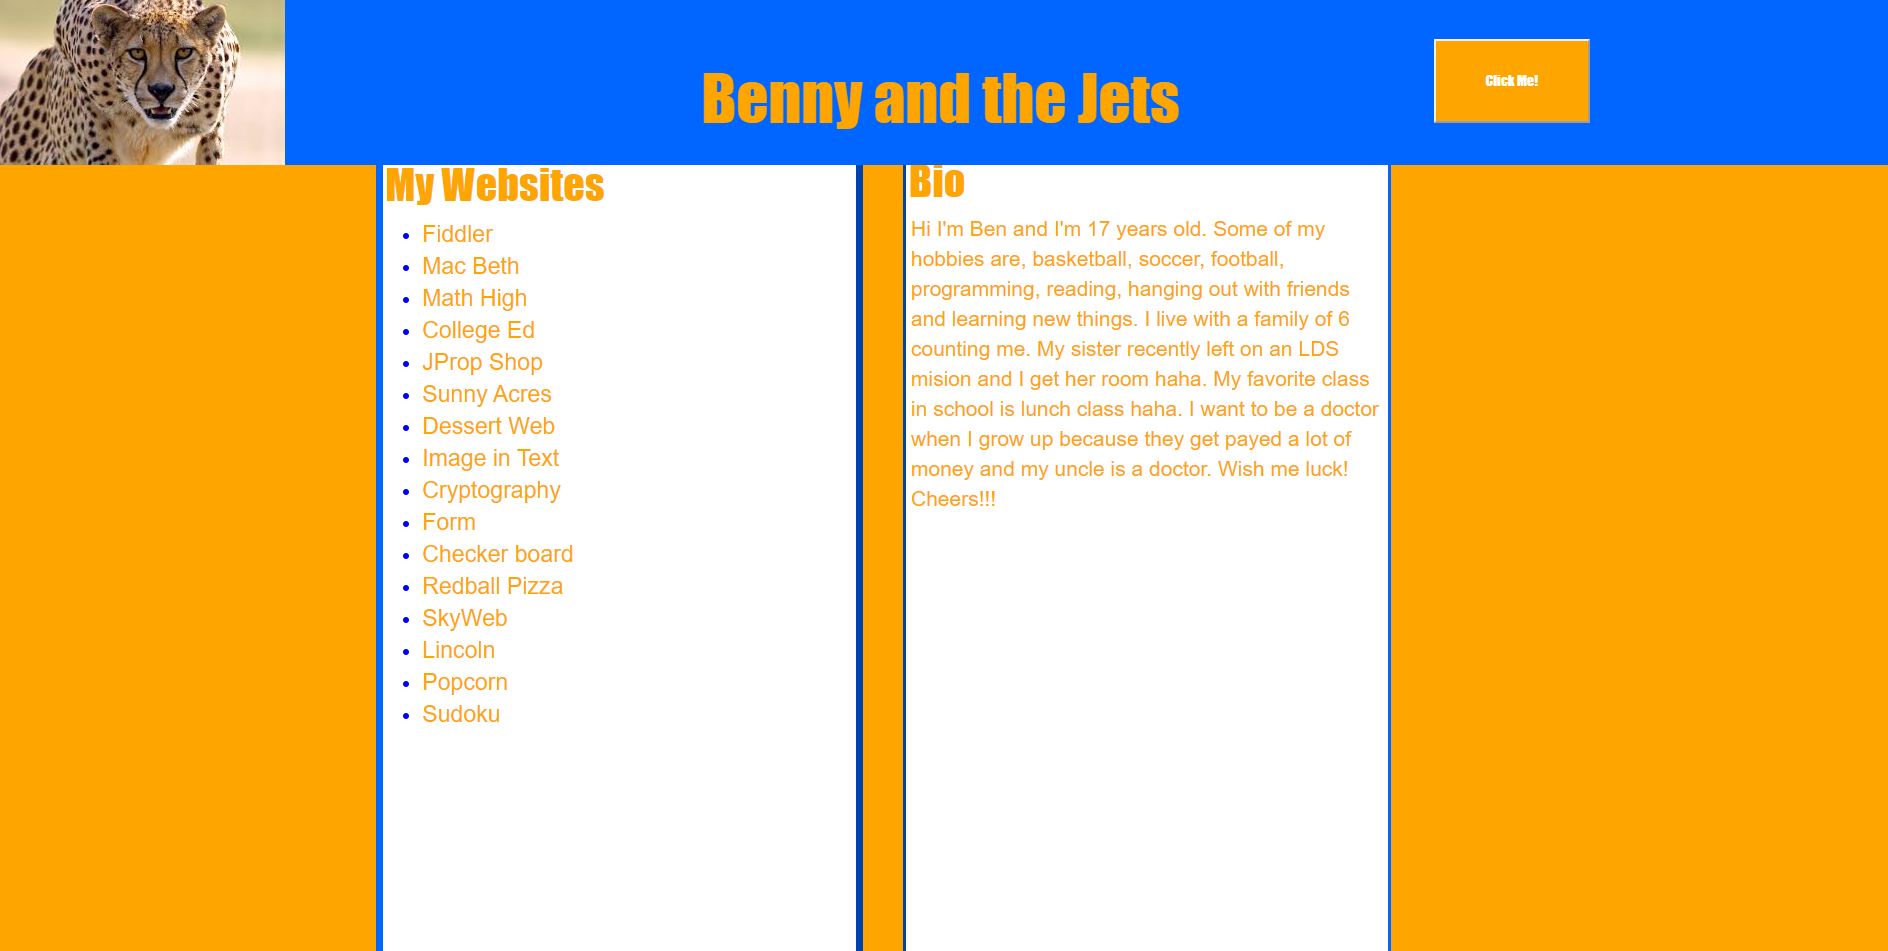 Benny and the Jets
Click Me!
My Websites
Fiddler
Mac Beth
Math High
College Ed
JProp Shop
Sunny Acres
Dessert Web
Image in Text
Cryptography
Form
Checker board
Redball Pizza
SkyWeb
Lincoln
Popcorn
Sudoku
Bio
Hi I'm Ben and I'm 17 years old. Some of my
hobbies are, basketball, soccer, football,
programming, reading, hanging out with friends
and learning new things. I live with a family of 6
counting me. My sister recently left on an LDS
mision and I get her room haha. My favorite class
in school is lunch class haha. I want to be a doctor
when I grow up because they get payed a lot of
money and my uncle is a doctor. Wish me luck!
Cheers!!!